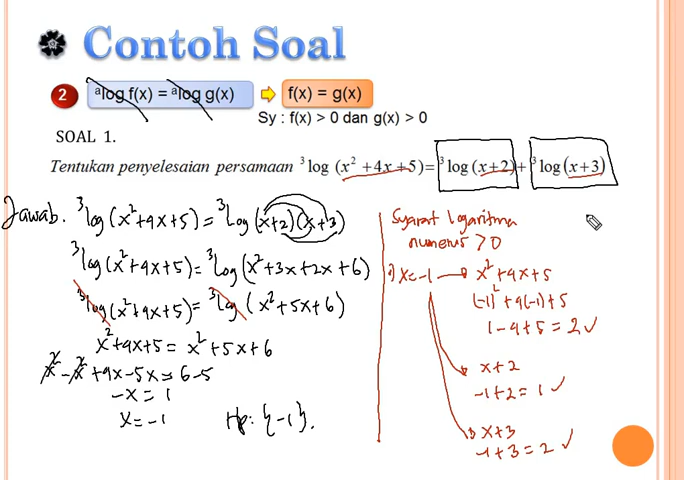 Contoh Soal
2 ᵃlog f(x) = ᵃlog g(x) ⇒ f(x) = g(x)
Sy : f(x) > 0 dan g(x) > 0
SOAL 1.
Tentukan penyelesaian persamaan ³log (x² +4x +5)= ³log (x+2)+ ³log (x+3)
Jawab. ³log(x²+4x+5) = ³log(x+2)(x+3)
³log(x²+4x+5) = ³log(x²+3x+2x+6)
³log(x²+4x+5) = ³log(x²+5x+6)
x²+4x+5 = x²+5x+6
x²-x²+4x-5x = 6-5
-x = 1
x = -1 Hp: {-1}.
Syarat logaritma
numerus > 0
1) x=-1 → x²+4x+5
(-1)²+4(-1)+5
1-4+5 = 2 ✓
x+2
-1+2 = 1 ✓
x+3
-1+3 = 2 ✓